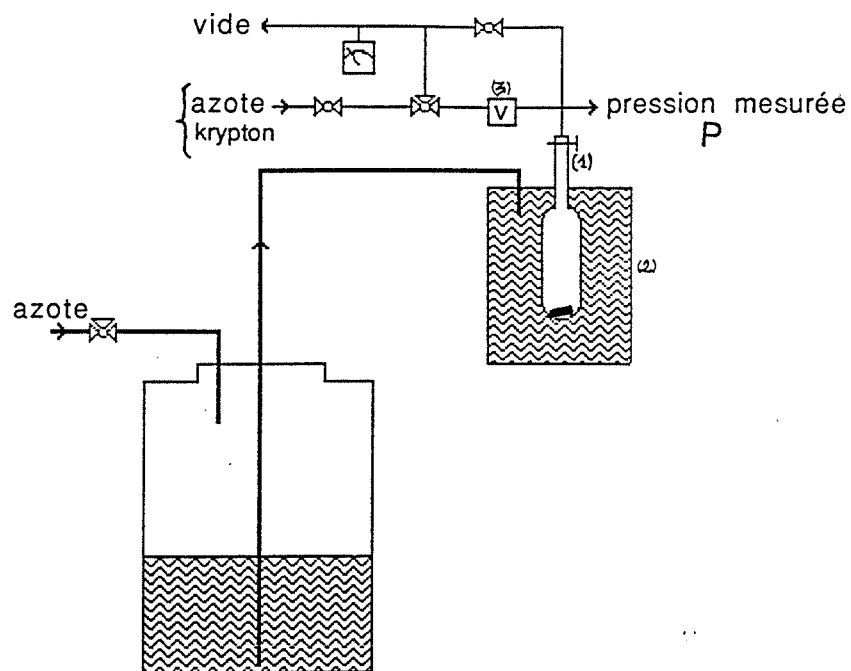 vide
(3)
azote
krypton
V
pression mesurée
P
(1)
(2)
azote